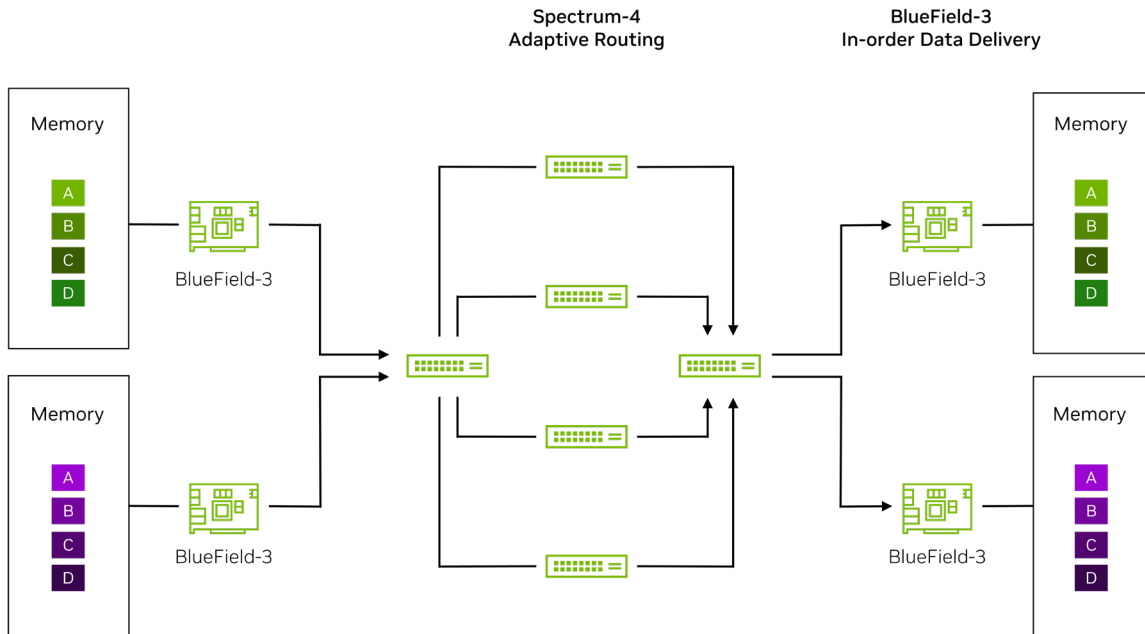 Spectrum-4
Adaptive Routing
BlueField-3
In-order Data Delivery
Memory
A
B
C
D
BlueField-3
Memory
A
B
C
D
BlueField-3
BlueField-3
Memory
A
B
C
D
BlueField-3
Memory
A
B
C
D